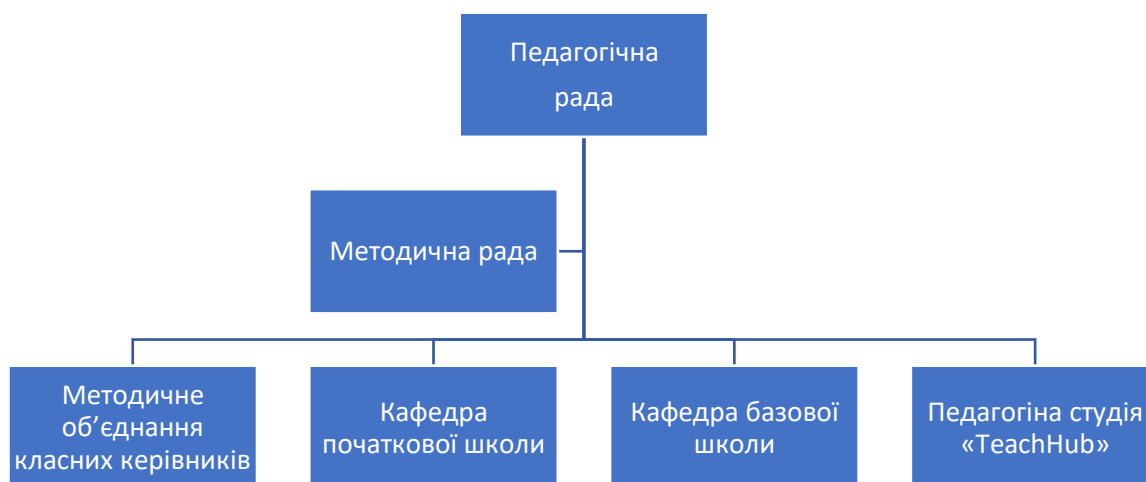 Педагогічна
рада
Методична рада
Методичне
об’єднання
класних керівників
Кафедра
початкової школи
Кафедра базової
школи
Педагогіна студія
«TeachHub»